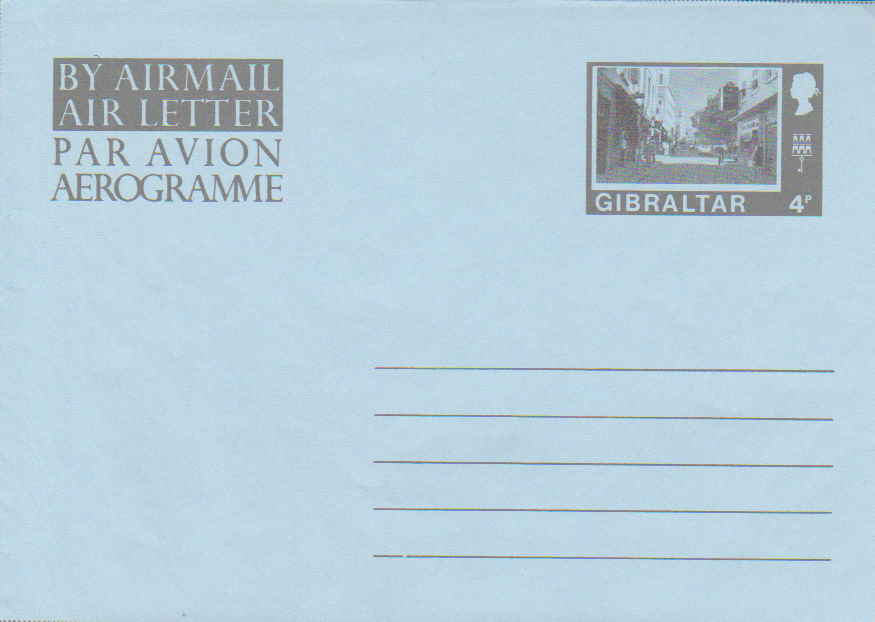 BY AIRMAIL
AIR LETTER
PAR AVION
AEROGRAMME
GIBRALTAR 4P